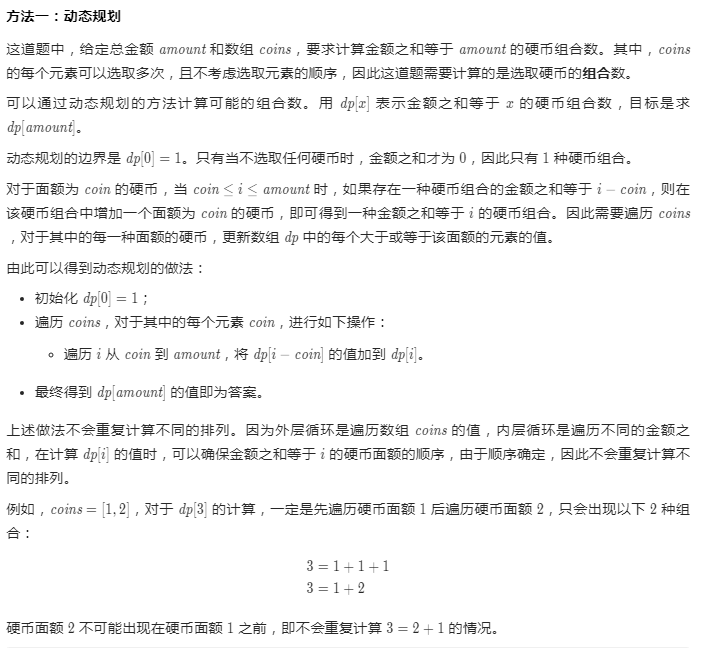 方法一：动态规划
这道题中，给定总金额 amount 和数组 coins，要求计算金额之和等于 amount 的硬币组合数。其中，coins
的每个元素可以选取多次，且不考虑选取元素的顺序，因此这道题需要计算的是选取硬币的组合数。
可以通过动态规划的方法计算可能的组合数。用 dp[x] 表示金额之和等于 x 的硬币组合数，目标是求
dp[amount]。
动态规划的边界是 dp[0] = 1。只有当不选取任何硬币时，金额之和才为 0，因此只有 1 种硬币组合。
对于面额为 coin 的硬币，当 coin ≤ i ≤ amount 时，如果存在一种硬币组合的金额之和等于 i − coin，则在
该硬币组合中增加一个面额为 coin 的硬币，即可得到一种金额之和等于 i 的硬币组合。因此需要遍历 coins
，对于其中的每一种面额的硬币，更新数组 dp 中的每个大于或等于该面额的元素的值。
由此可以得到动态规划的做法：
• 初始化 dp[0] = 1；
• 遍历 coins，对于其中的每个元素 coin，进行如下操作：
◦ 遍历 i 从 coin 到 amount，将 dp[i − coin] 的值加到 dp[i]。
• 最终得到 dp[amount] 的值即为答案。
上述做法不会重复计算不同的排列。因为外层循环是遍历数组 coins 的值，内层循环是遍历不同的金额之
和，在计算 dp[i] 的值时，可以确保金额之和等于 i 的硬币面额的顺序，由于顺序确定，因此不会重复计算不
同的排列。
例如，coins = [1, 2]，对于 dp[3] 的计算，一定是先遍历硬币面额 1 后遍历硬币面额 2，只会出现以下 2 种组
合：
3 = 1 + 1 + 1
3 = 1 + 2
硬币面额 2 不可能出现在硬币面额 1 之前，即不会重复计算 3 = 2 + 1 的情况。